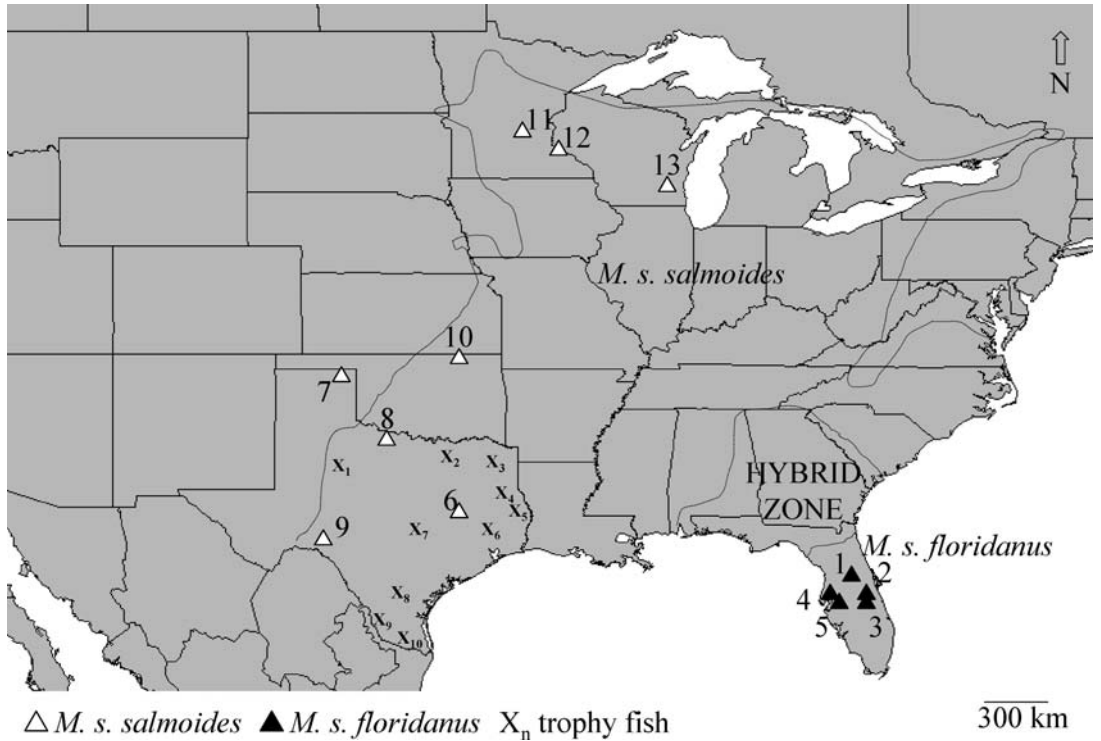 N
11
12
13
M. s. salmoides
10
7
8
X1
X2
X3
X4
6
X5
HYBRID
ZONE
X7
X6
9
M. s. floridanus
1
2
X8
4
X9
5
3
X10
M. s. salmoides M. s. floridanus Xn trophy fish
300 km